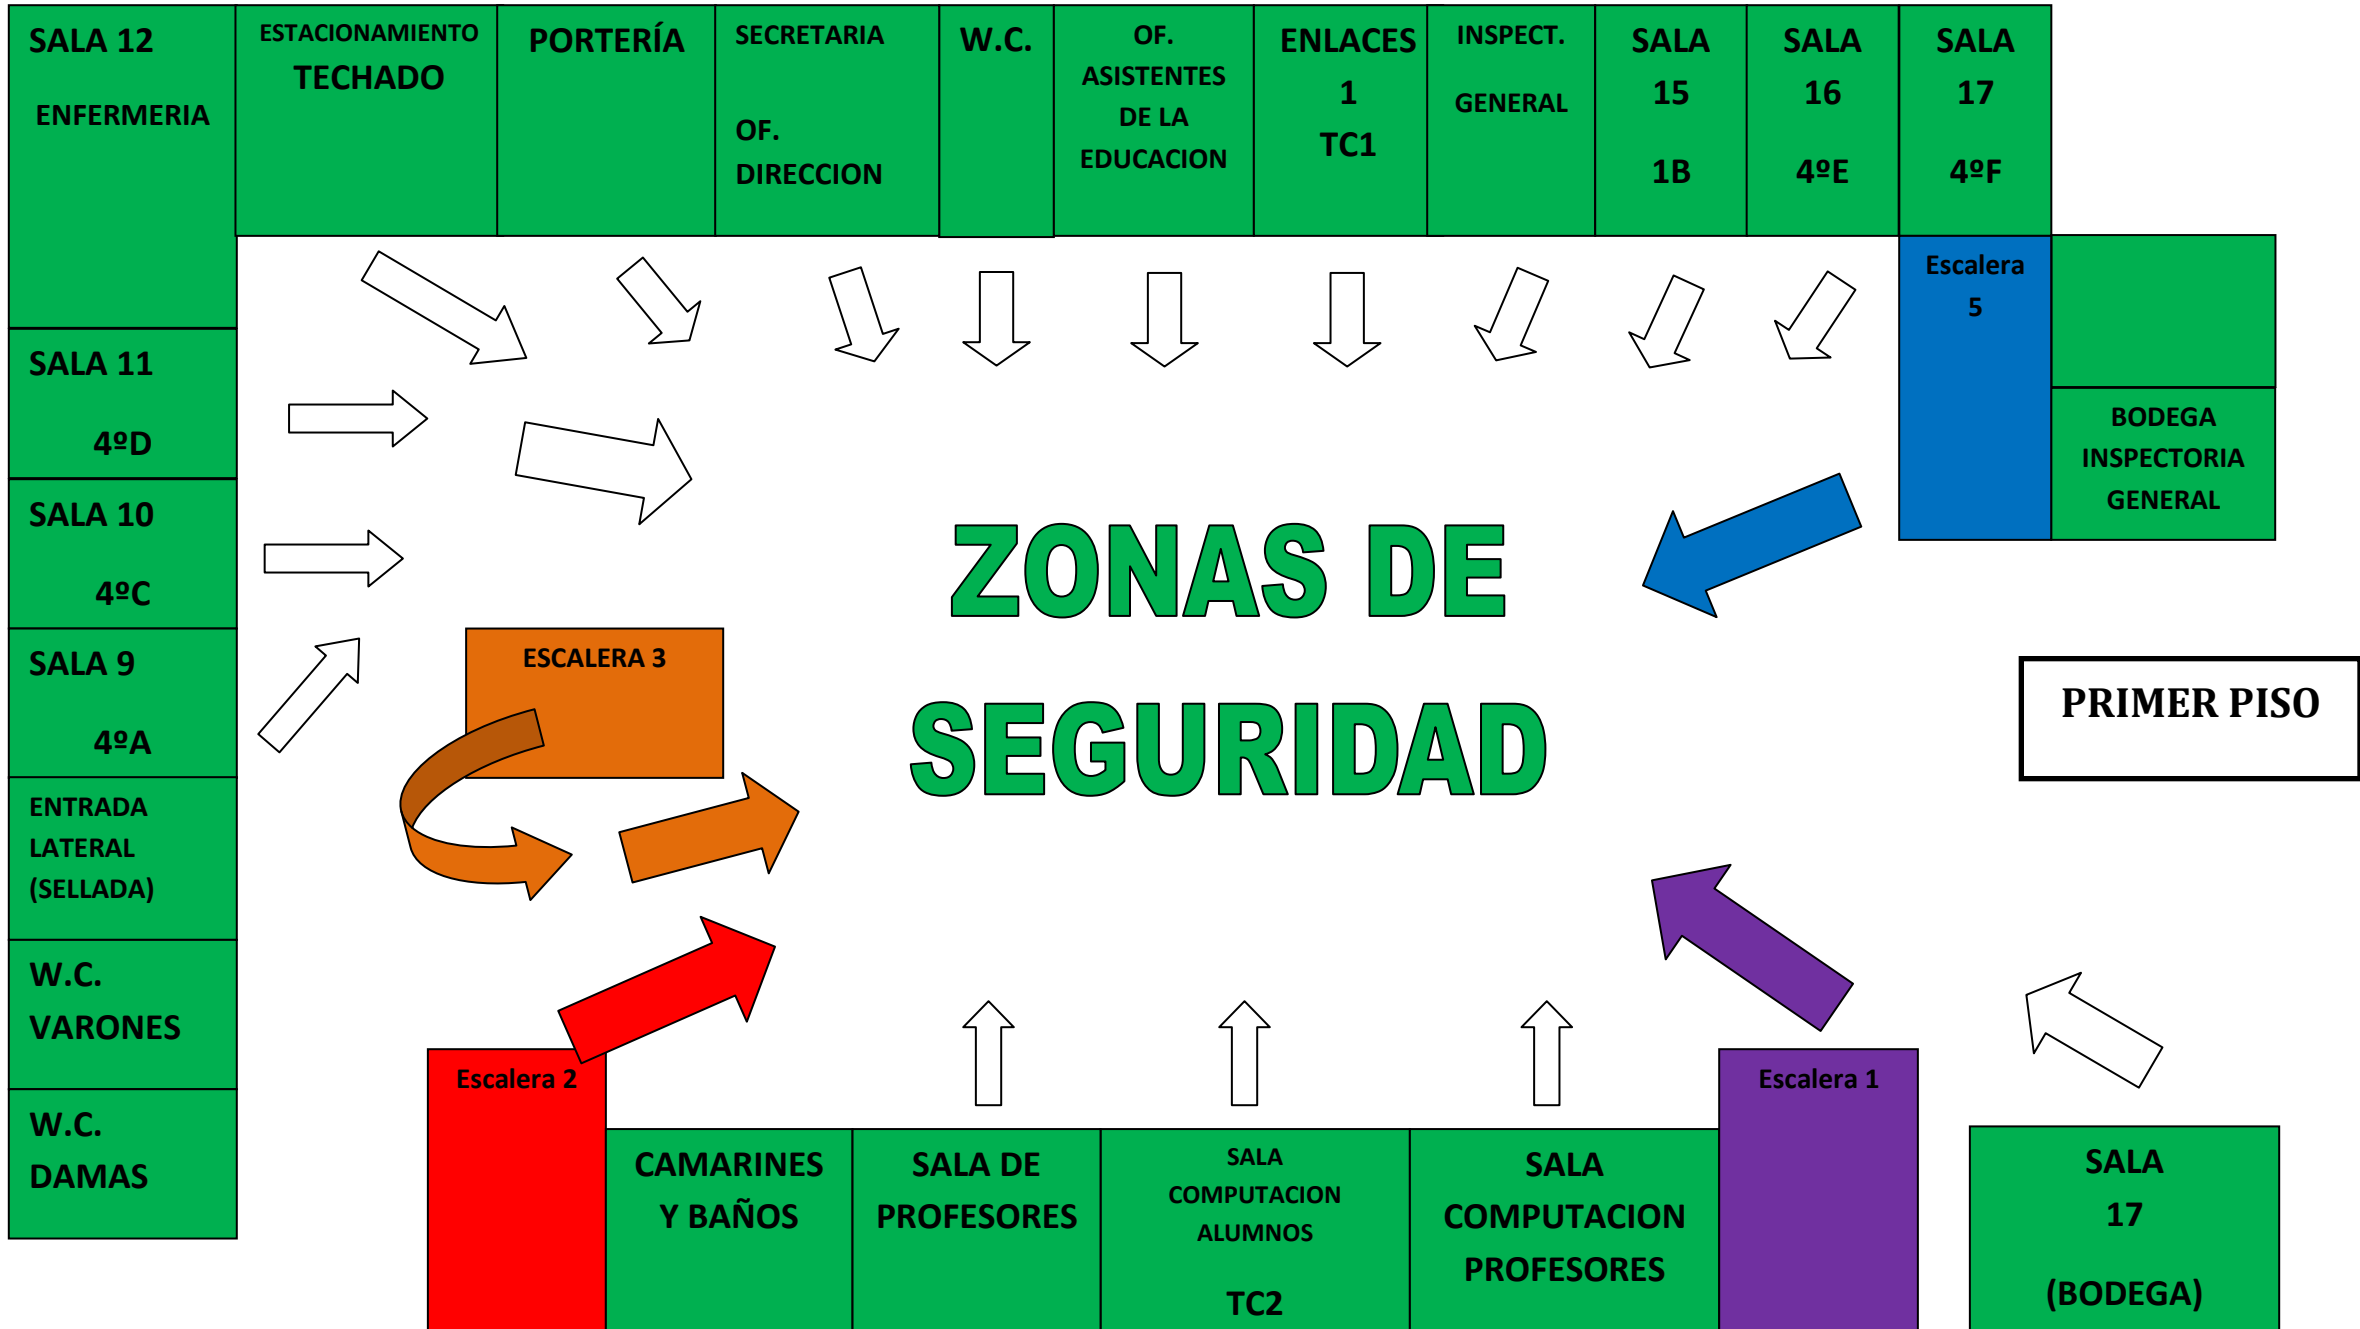 SALA 12
ENFERMERIA
ESTACIONAMIENTO
TECHADO
PORTERÍA
SECRETARIA
OF.
DIRECCION
W.C.
OF.
ASISTENTES
DE LA
EDUCACION
ENLACES
1
TC1
INSPECT.
GENERAL
SALA
15
1B
SALA
16
4ºE
SALA
17
4ºF
Escalera
5
BODEGA
INSPECTORIA
GENERAL
SALA 11
4ºD
SALA 10
4ºC
SALA 9
4ºA
ENTRADA
LATERAL
(SELLADA)
W.C.
VARONES
W.C.
DAMAS
ESCALERA 3
ZONAS DE
SEGURIDAD
PRIMER PISO
Escalera 2
CAMARINES
Y BAÑOS
SALA DE
PROFESORES
SALA
COMPUTACION
ALUMNOS
TC2
SALA
COMPUTACION
PROFESORES
Escalera 1
SALA
17
(BODEGA)